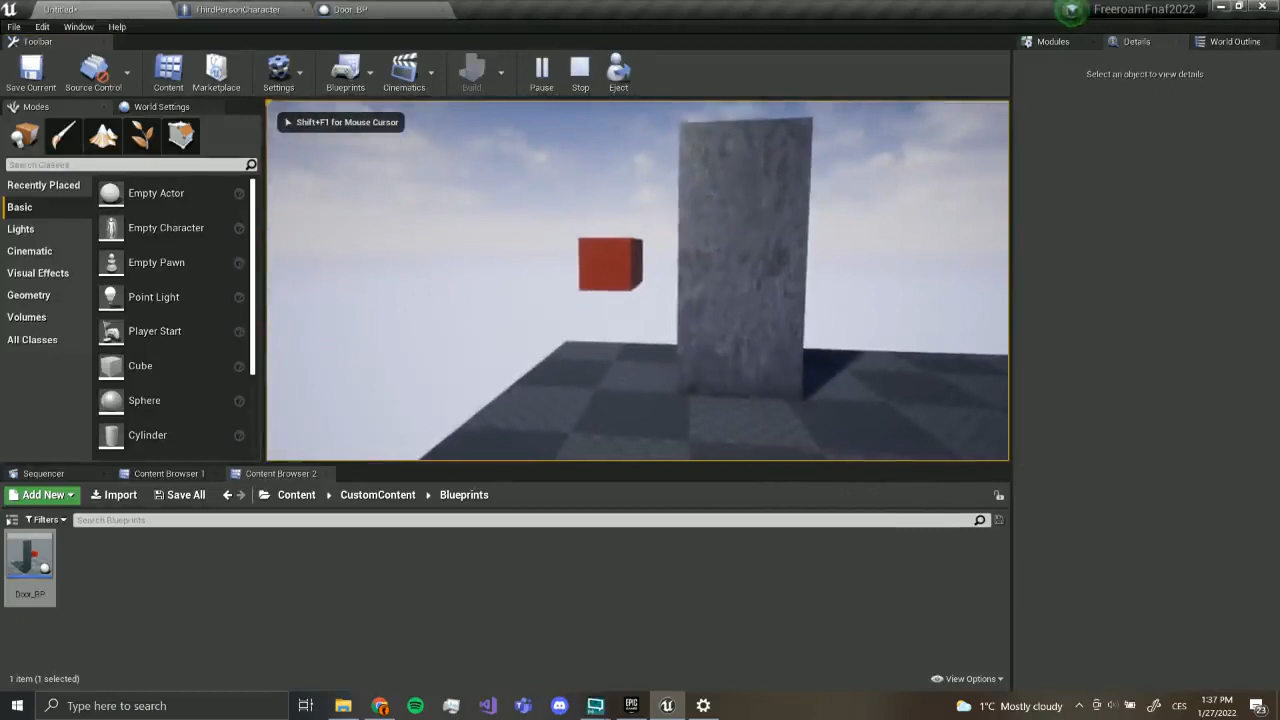 Untitled*
ThirdPersonCharacter
Door_BP
FreeroamFnaf2022
File Edit Window Help
Toolbar
Modules
Details
World Outline
Save Current
Source Control
Content
Marketplace
Settings
Blueprints
Cinematics
Build
Pause
Stop
Eject
Select an object to view details
Modes
World Settings
Shift+F1 for Mouse Cursor
Search Classes
Recently Placed
Basic
Lights
Cinematic
Visual Effects
Geometry
Volumes
All Classes
Empty Actor
Empty Character
Empty Pawn
Point Light
Player Start
Cube
Sphere
Cylinder
Sequencer
Content Browser 1
Content Browser 2
Add New
Import
Save All
Content
CustomContent
Blueprints
Filters
Search Blueprints
Door_BP
1 item (1 selected)
View Options
Type here to search
EPIC
GAMES
1°C Mostly cloudy
CES
1:37 PM
1/27/2022
23